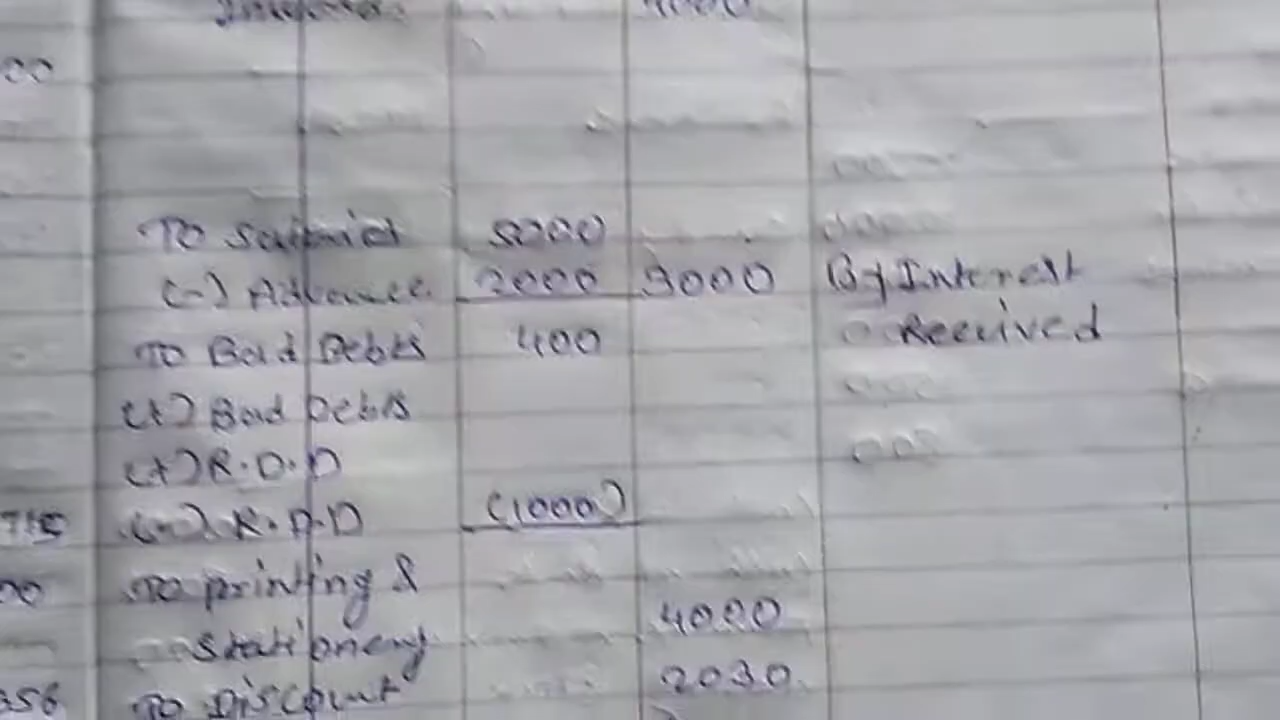 To Salaries 5000
(-) Advance 2000 3000 By Interest
To Bad Debts 400 Received
(+) Bad Debts
(+) R.D.D
(-) R.D.D (1000)
00 To printing &
stationery 4000
To Discount 2030